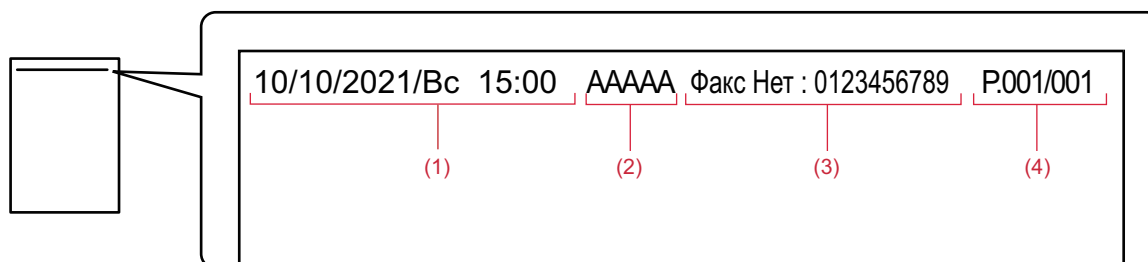 10/10/2021/Вс 15:00 AAAAA Факс Нет : 0123456789 P.001/001
(1) (2) (3) (4)